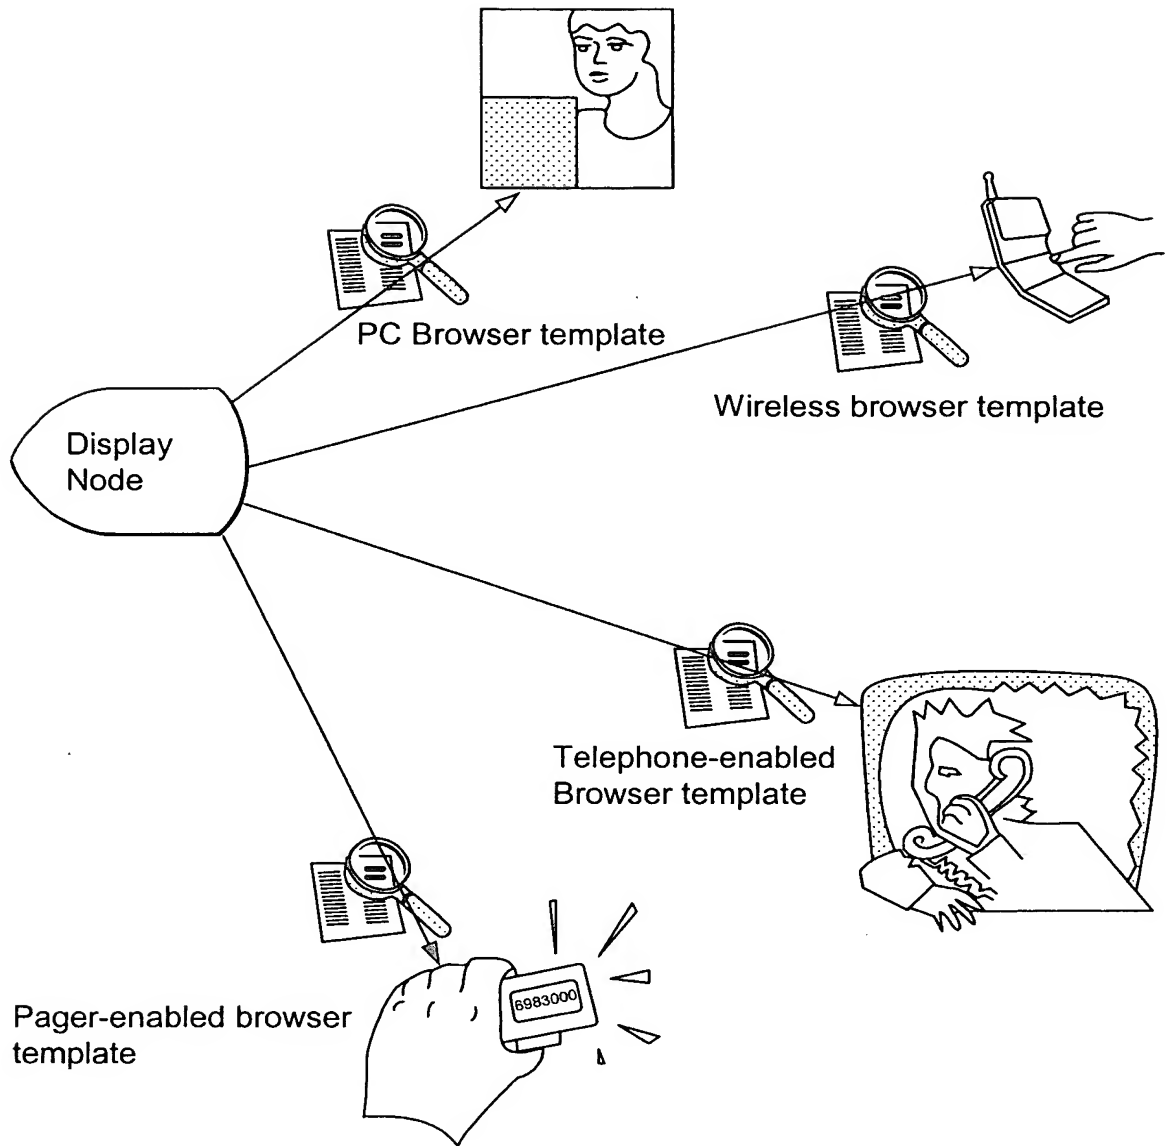 PC Browser template
Wireless browser template
Display
Node
Telephone-enabled
Browser template
6983000
Pager-enabled browser
template